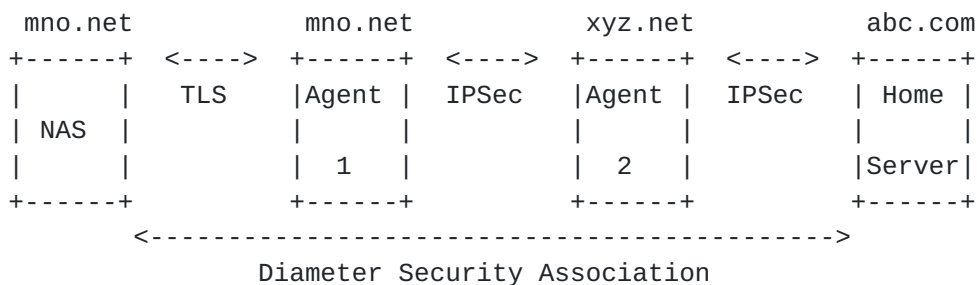 mno.net mno.net xyz.net abc.com
+------+ <----> +------+ <----> +------+ <----> +------+
| | TLS |Agent | IPSec |Agent | IPSec | Home |
| NAS | | | | | | |
| | | 1 | | 2 | |Server|
+------+ +------+ +------+ +------+
<--------------------------------------------->
Diameter Security Association